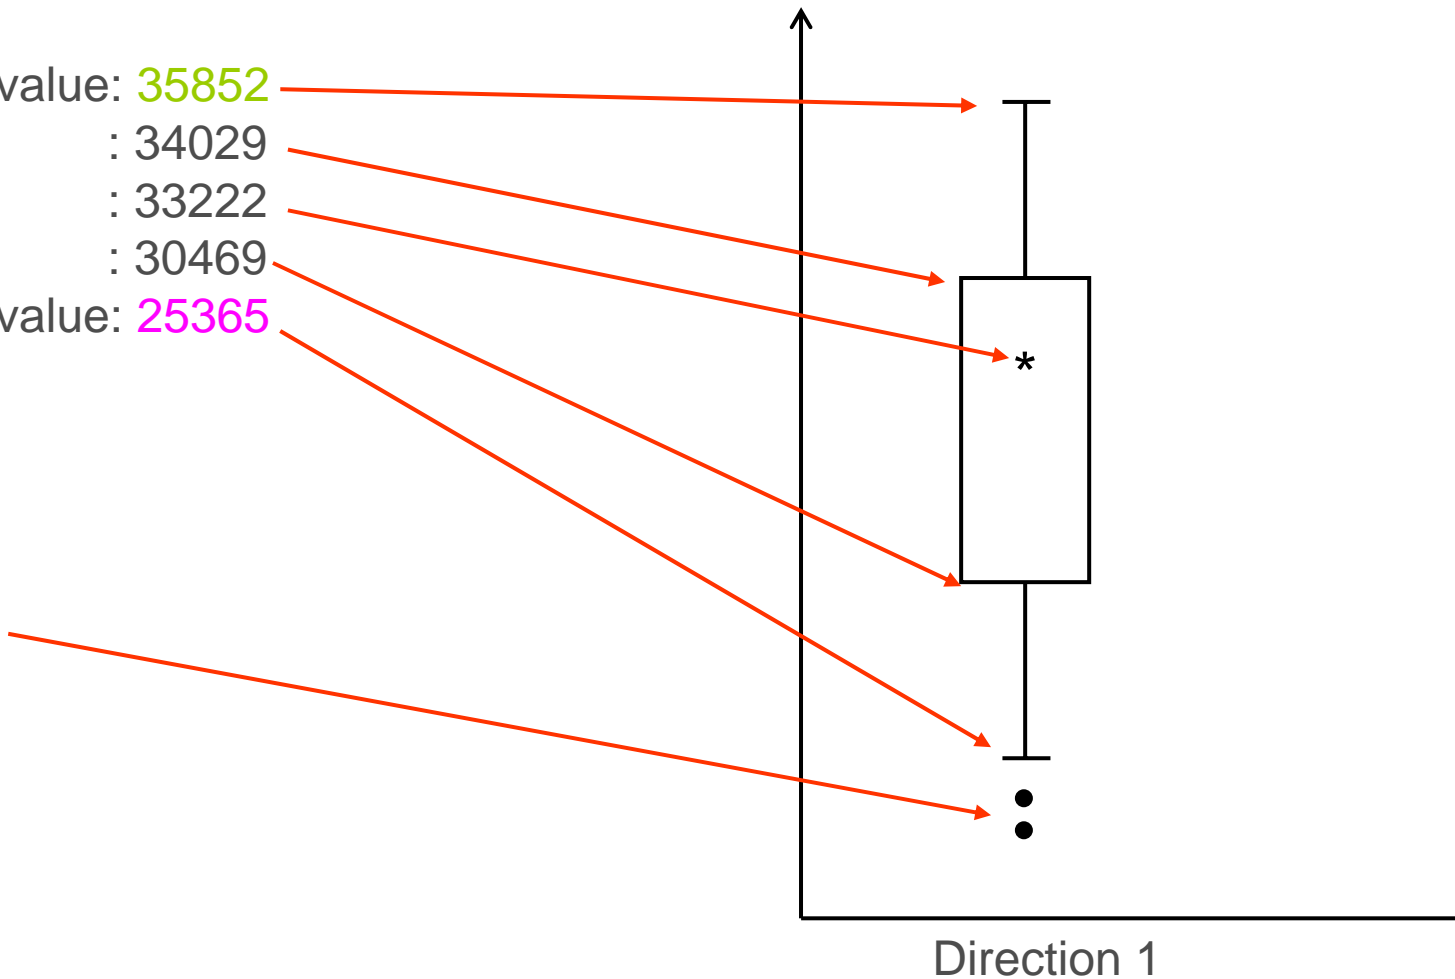 value: 35852
: 34029
: 33222
: 30469
value: 25365
*
Direction 1